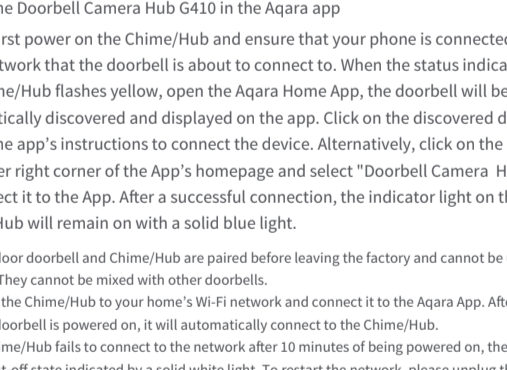 ne Doorbell Camera Hub G410 in the Aqara app
rst power on the Chime/Hub and ensure that your phone is connected
twork that the doorbell is about to connect to. When the status indica
ne/Hub flashes yellow, open the Aqara Home App, the doorbell will be
tically discovered and displayed on the app. Click on the discovered d
ne app's instructions to connect the device. Alternatively, click on the
er right corner of the App's homepage and select "Doorbell Camera H
ect it to the App. After a successful connection, the indicator light on th
Hub will remain on with a solid blue light.
loor doorbell and Chime/Hub are paired before leaving the factory and cannot be
They cannot be mixed with other doorbells.
the Chime/Hub to your home's Wi-Fi network and connect it to the Aqara App. Afte
loorbell is powered on, it will automatically connect to the Chime/Hub.
ime/Hub fails to connect to the network after 10 minutes of being powered on, the
t-off state indicated by a solid white light. To restart the network, please unplug th